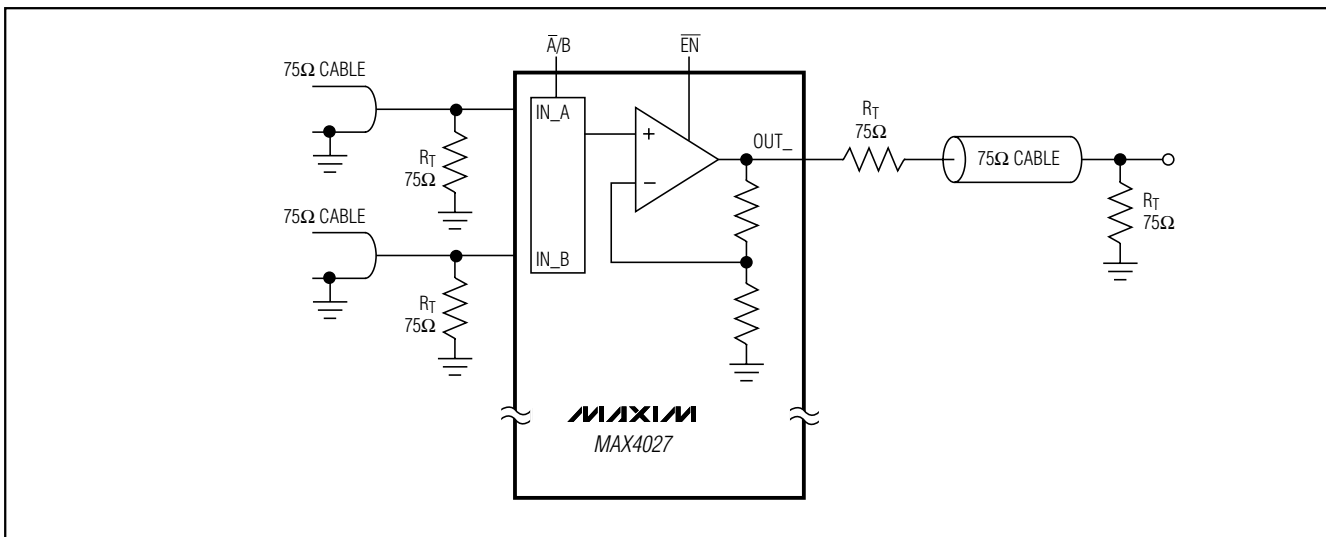 A̅/B
E̅N̅
75Ω CABLE
IN_A
R_T
75Ω
+
−
OUT_
R_T
75Ω
75Ω CABLE
R_T
75Ω
75Ω CABLE
IN_B
R_T
75Ω
MAXIM
MAX4027